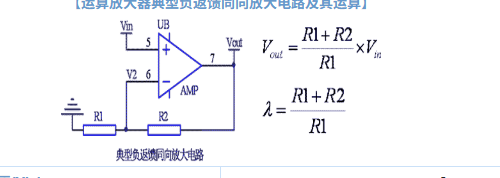 【运算放大器典型负反馈同向放大电路及其运算】
Vin
UB
5
+
7
Vout
V2
6
−
AMP
R1
R2
典型负返馈同向放大电路
Vout = R1+R2 / R1 ×Vin
λ = R1+R2 / R1